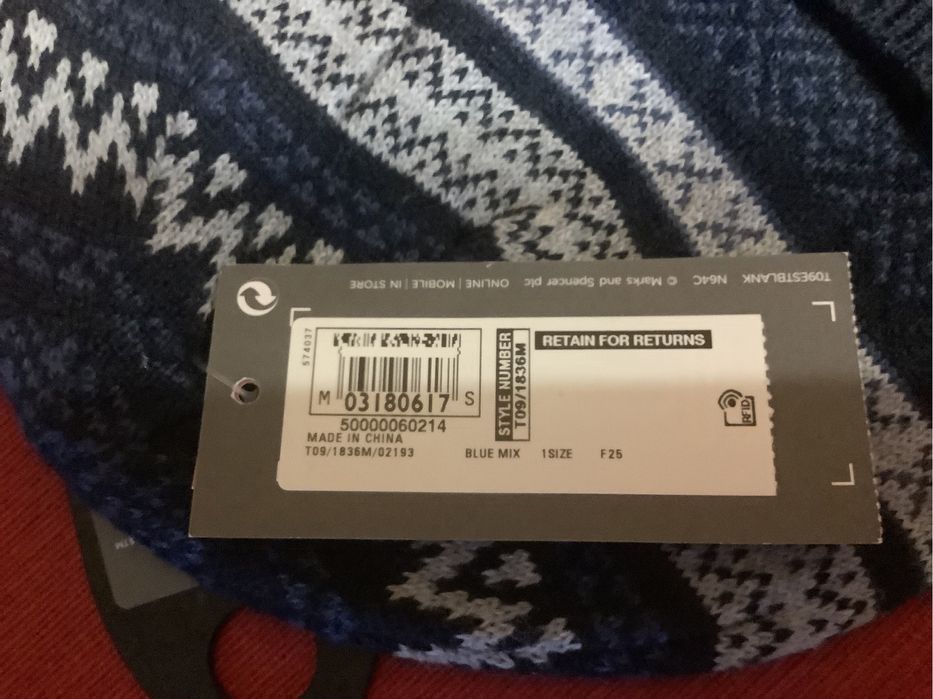 T09ESTBLANK N64C © Marks and Spencer plc ONLINE | MOBILE | IN STORE
574037
M 03180617 S
50000060214
MADE IN CHINA
T09/1836M/02193
STYLE NUMBER
T09/1836M
RETAIN FOR RETURNS
RFID
BLUE MIX 1SIZE F25
TM